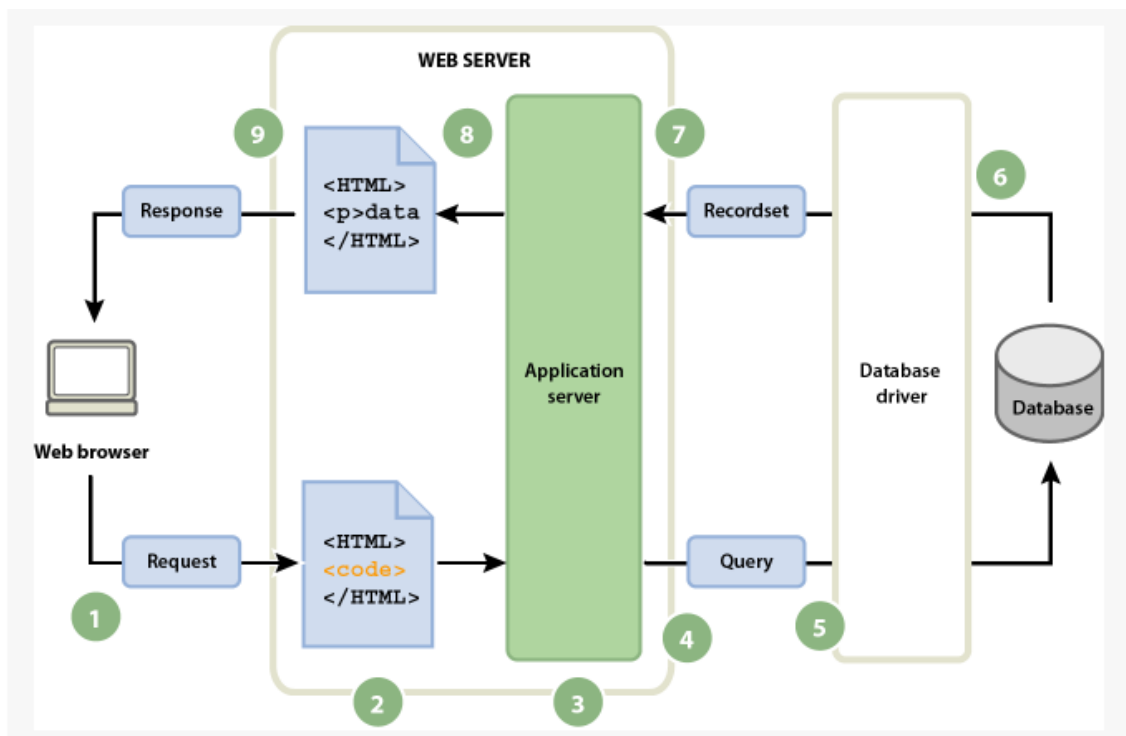 WEB SERVER
9
8
7
6
<HTML>
<p>data
</HTML>
Response
Recordset
Application
server
Database
driver
Database
Web browser
<HTML>
<code>
</HTML>
Request
Query
1
2
3
4
5